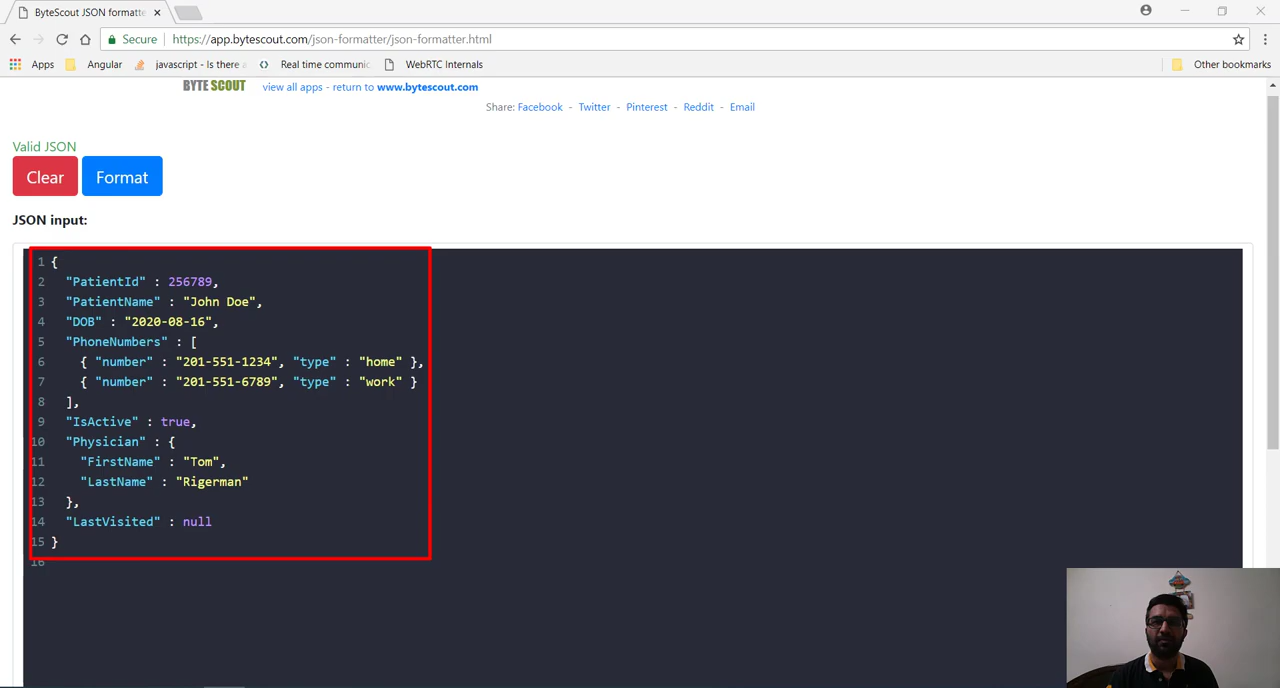 ByteScout JSON formatte
Secure https://app.bytescout.com/json-formatter/json-formatter.html
Apps Angular javascript - Is there a Real time communic WebRTC Internals Other bookmarks
BYTE SCOUT view all apps - return to www.bytescout.com
Share: Facebook - Twitter - Pinterest - Reddit - Email
Valid JSON
Clear Format
JSON input:
1 {
2 "PatientId" : 256789,
3 "PatientName" : "John Doe",
4 "DOB" : "2020-08-16",
5 "PhoneNumbers" : [
6 { "number" : "201-551-1234", "type" : "home" },
7 { "number" : "201-551-6789", "type" : "work" }
8 ],
9 "IsActive" : true,
10 "Physician" : {
11 "FirstName" : "Tom",
12 "LastName" : "Rigerman"
13 },
14 "LastVisited" : null
15 }
16